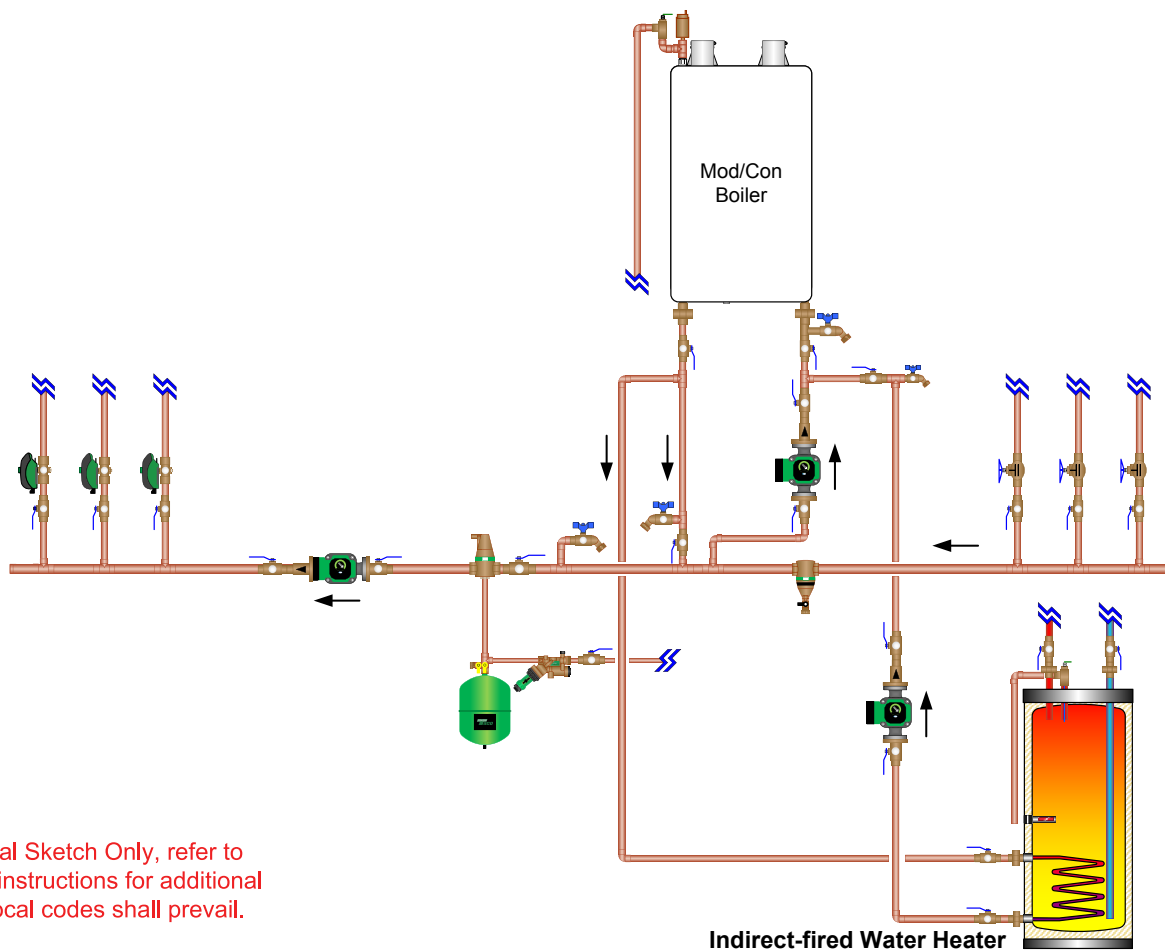 Mod/Con
Boiler
al Sketch Only, refer to
instructions for additional
ocal codes shall prevail.
Indirect-fired Water Heater